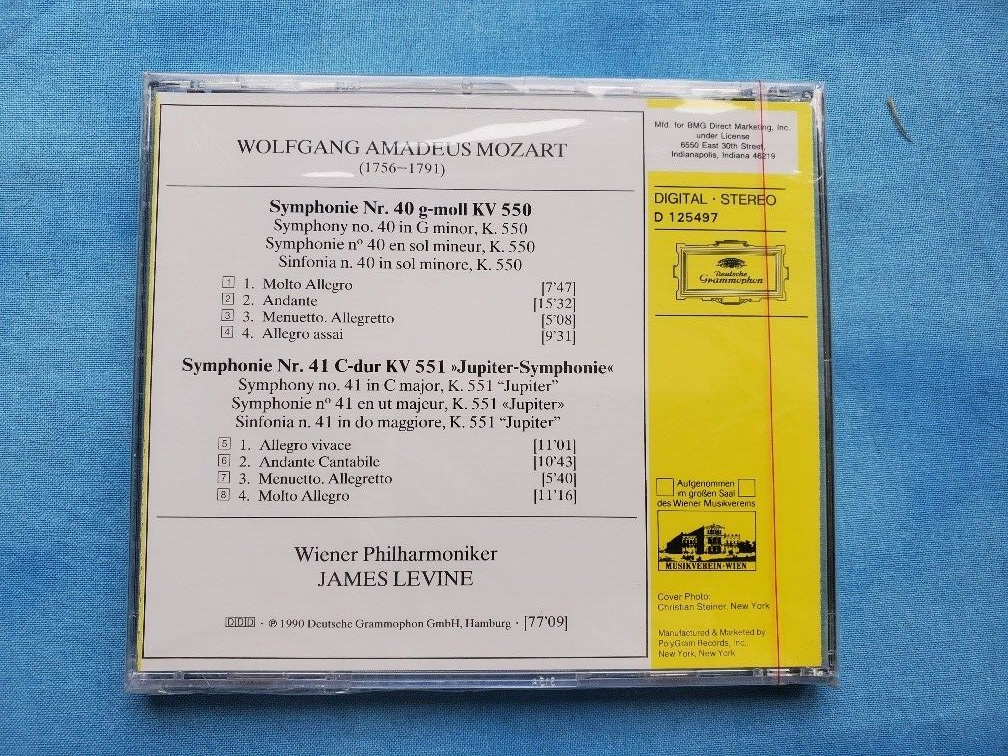 WOLFGANG AMADEUS MOZART
(1756—1791)
Symphonie Nr. 40 g-moll KV 550
Symphony no. 40 in G minor, K. 550
Symphonie nº 40 en sol mineur, K. 550
Sinfonia n. 40 in sol minore, K. 550
1 1. Molto Allegro [7'47]
2 2. Andante [15'32]
3 3. Menuetto. Allegretto [5'08]
4 4. Allegro assai [9'31]
Symphonie Nr. 41 C-dur KV 551 »Jupiter-Symphonie«
Symphony no. 41 in C major, K. 551 “Jupiter”
Symphonie nº 41 en ut majeur, K. 551 «Jupiter»
Sinfonia n. 41 in do maggiore, K. 551 “Jupiter”
5 1. Allegro vivace [11'01]
6 2. Andante Cantabile [10'43]
7 3. Menuetto. Allegretto [5'40]
8 4. Molto Allegro [11'16]
Wiener Philharmoniker
JAMES LEVINE
DDD · ℗ 1990 Deutsche Grammophon GmbH, Hamburg · [77'09]
Mfd. for BMG Direct Marketing, Inc.
under License
6550 East 30th Street,
Indianapolis, Indiana 46219
DIGITAL · STEREO
D 125497
Deutsche
Grammophon
Aufgenommen
im großen Saal
des Wiener Musikvereins
MUSIKVEREIN-WIEN
Cover Photo:
Christian Steiner, New York
Manufactured & Marketed by
PolyGram Records, Inc.,
New York, New York